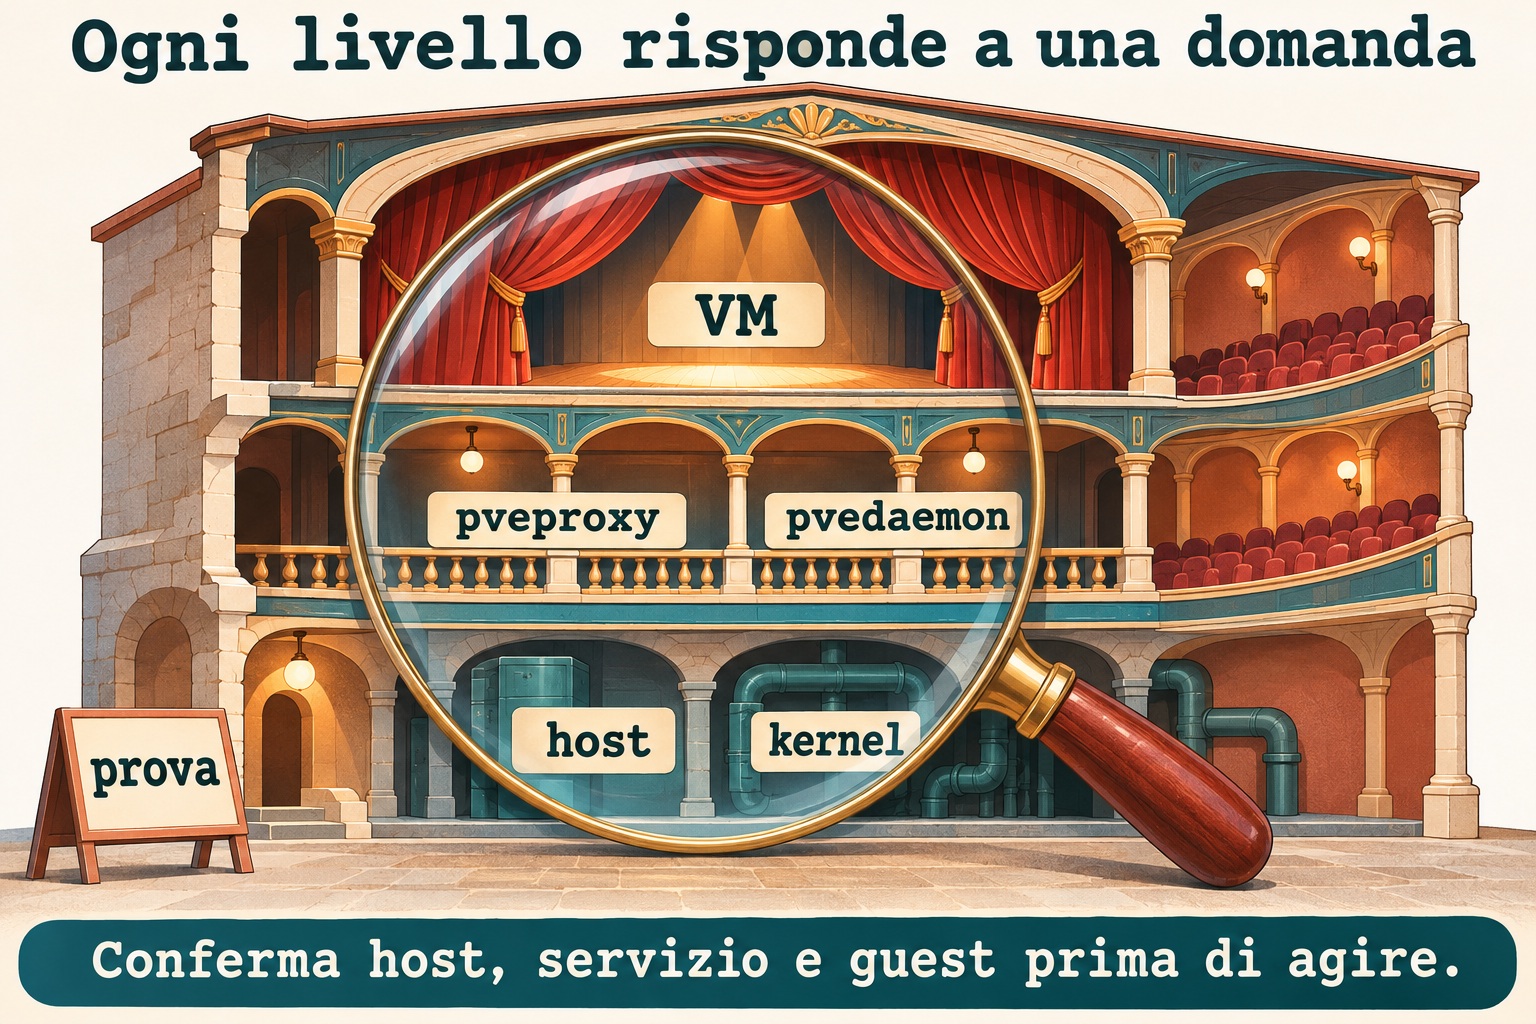 Ogni livello risponde a una domanda
VM
pveproxy
pvedaemon
host
kernel
prova
Conferma host, servizio e guest prima di agire.